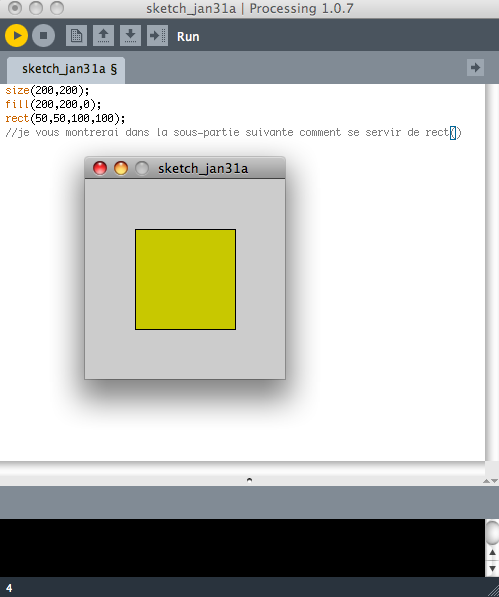 sketch_jan31a | Processing 1.0.7
Run
sketch_jan31a §
size(200,200);
fill(200,200,0);
rect(50,50,100,100);
//je vous montrerai dans la sous-partie suivante comment se servir de rect()
sketch_jan31a
4